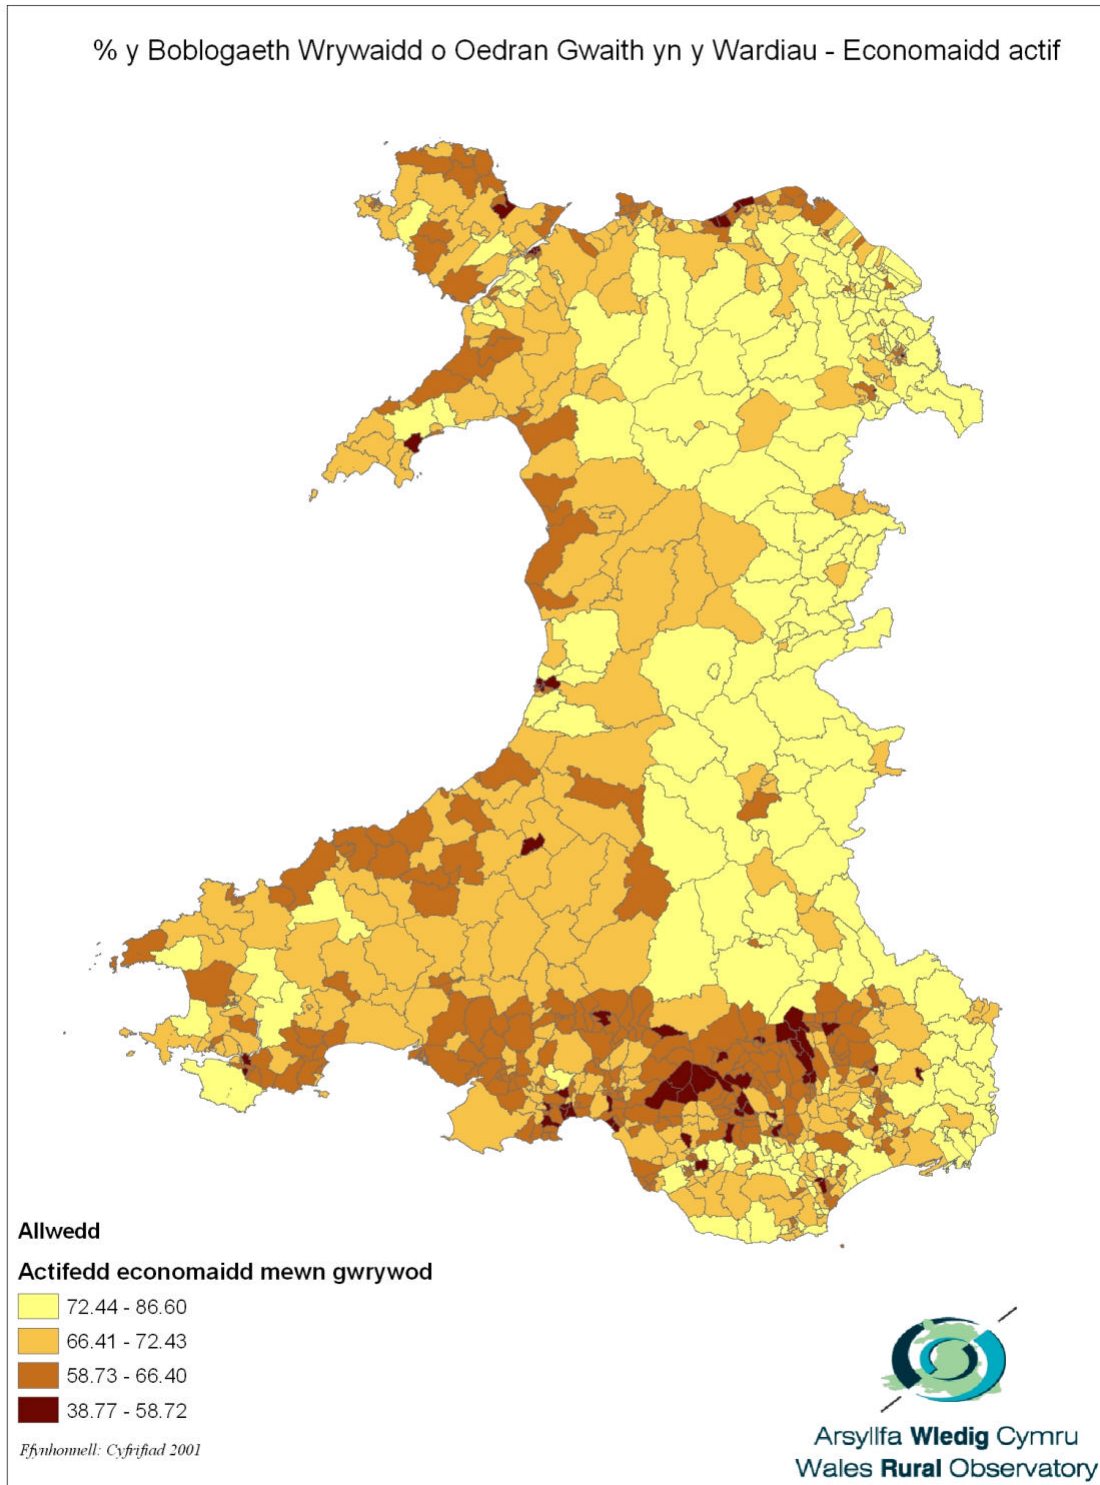 % y Boblogaeth Wrywaidd o Oedran Gwaith yn y Wardiau - Economaidd actif
Allwedd
Actifedd economaidd mewn gwrywod
72.44 - 86.60
66.41 - 72.43
58.73 - 66.40
38.77 - 58.72
Ffynhonnell: Cyfrifiad 2001
Arsyllfa Wledig Cymru
Wales Rural Observatory